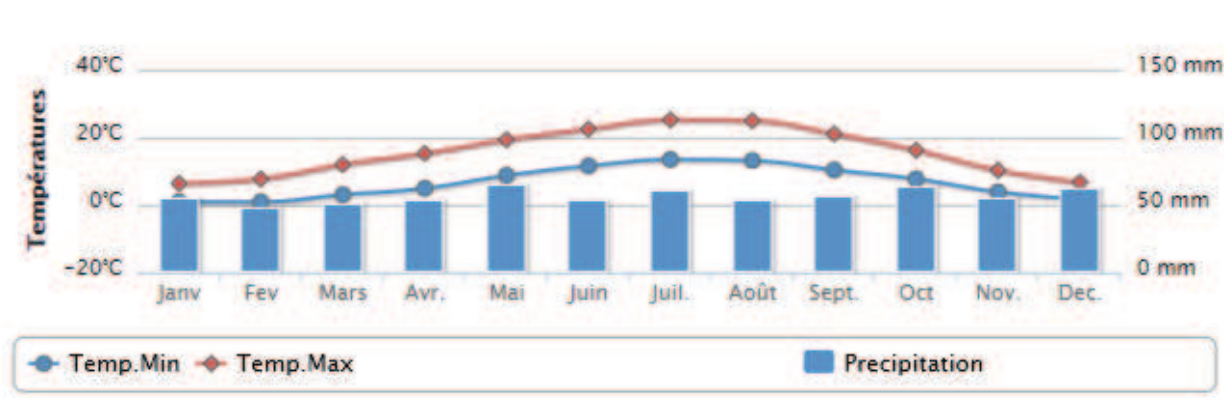 40°C
150 mm
20°C
100 mm
0°C
50 mm
-20°C
0 mm
Températures
Janv Fev Mars Avr. Mai Juin Juil. Août Sept. Oct Nov. Dec.
Temp.Min Temp.Max Precipitation